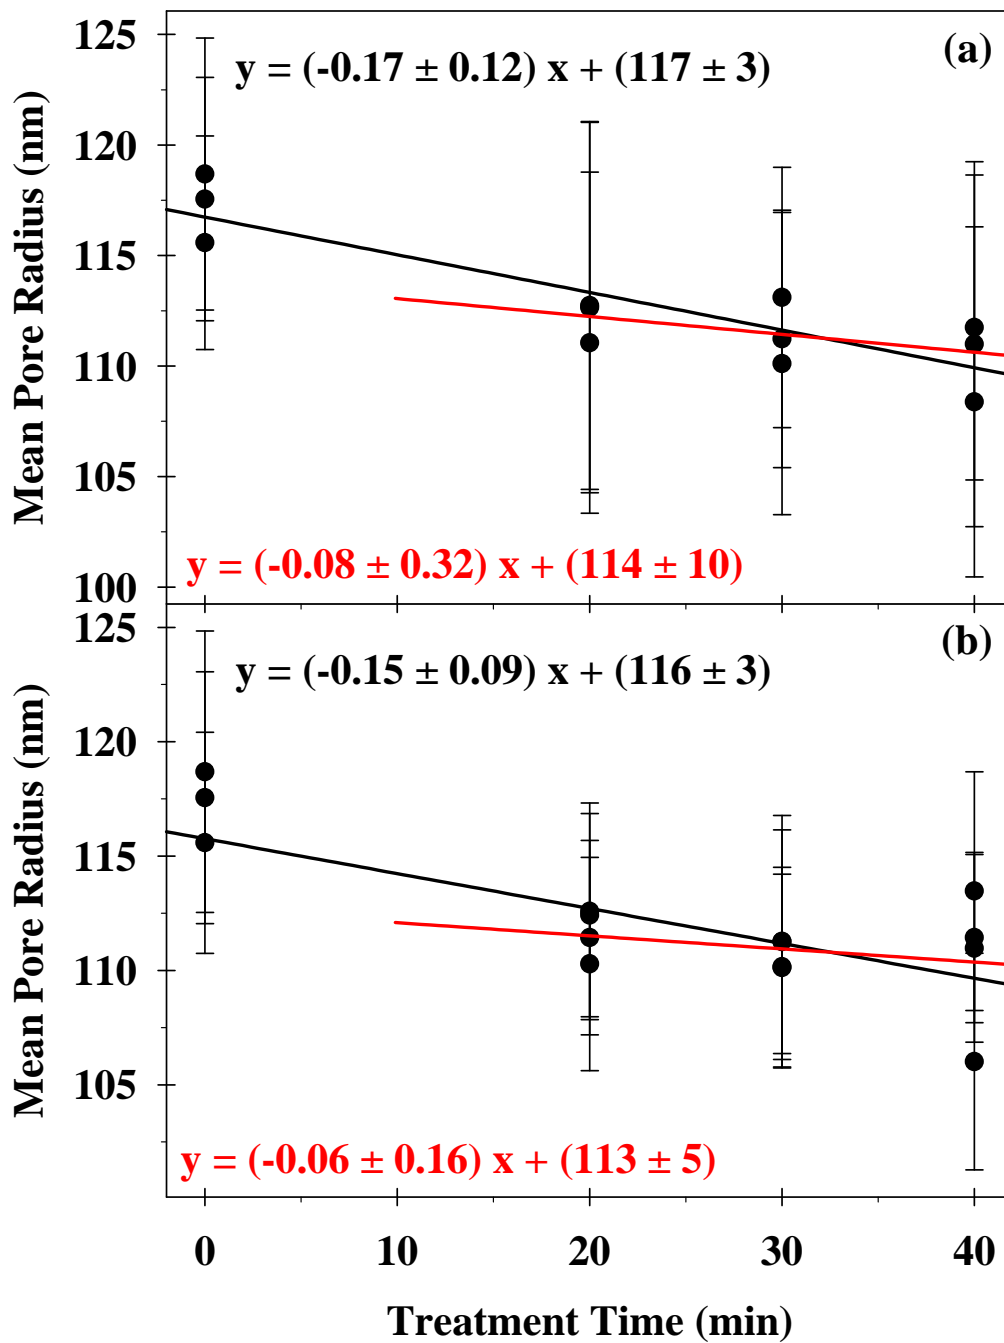 (a)
y = (-0.17 ± 0.12) x + (117 ± 3)
125
120
115
110
105
100
Mean Pore Radius (nm)
y = (-0.08 ± 0.32) x + (114 ± 10)
(b)
y = (-0.15 ± 0.09) x + (116 ± 3)
125
120
115
110
105
Mean Pore Radius (nm)
y = (-0.06 ± 0.16) x + (113 ± 5)
0 10 20 30 40
Treatment Time (min)